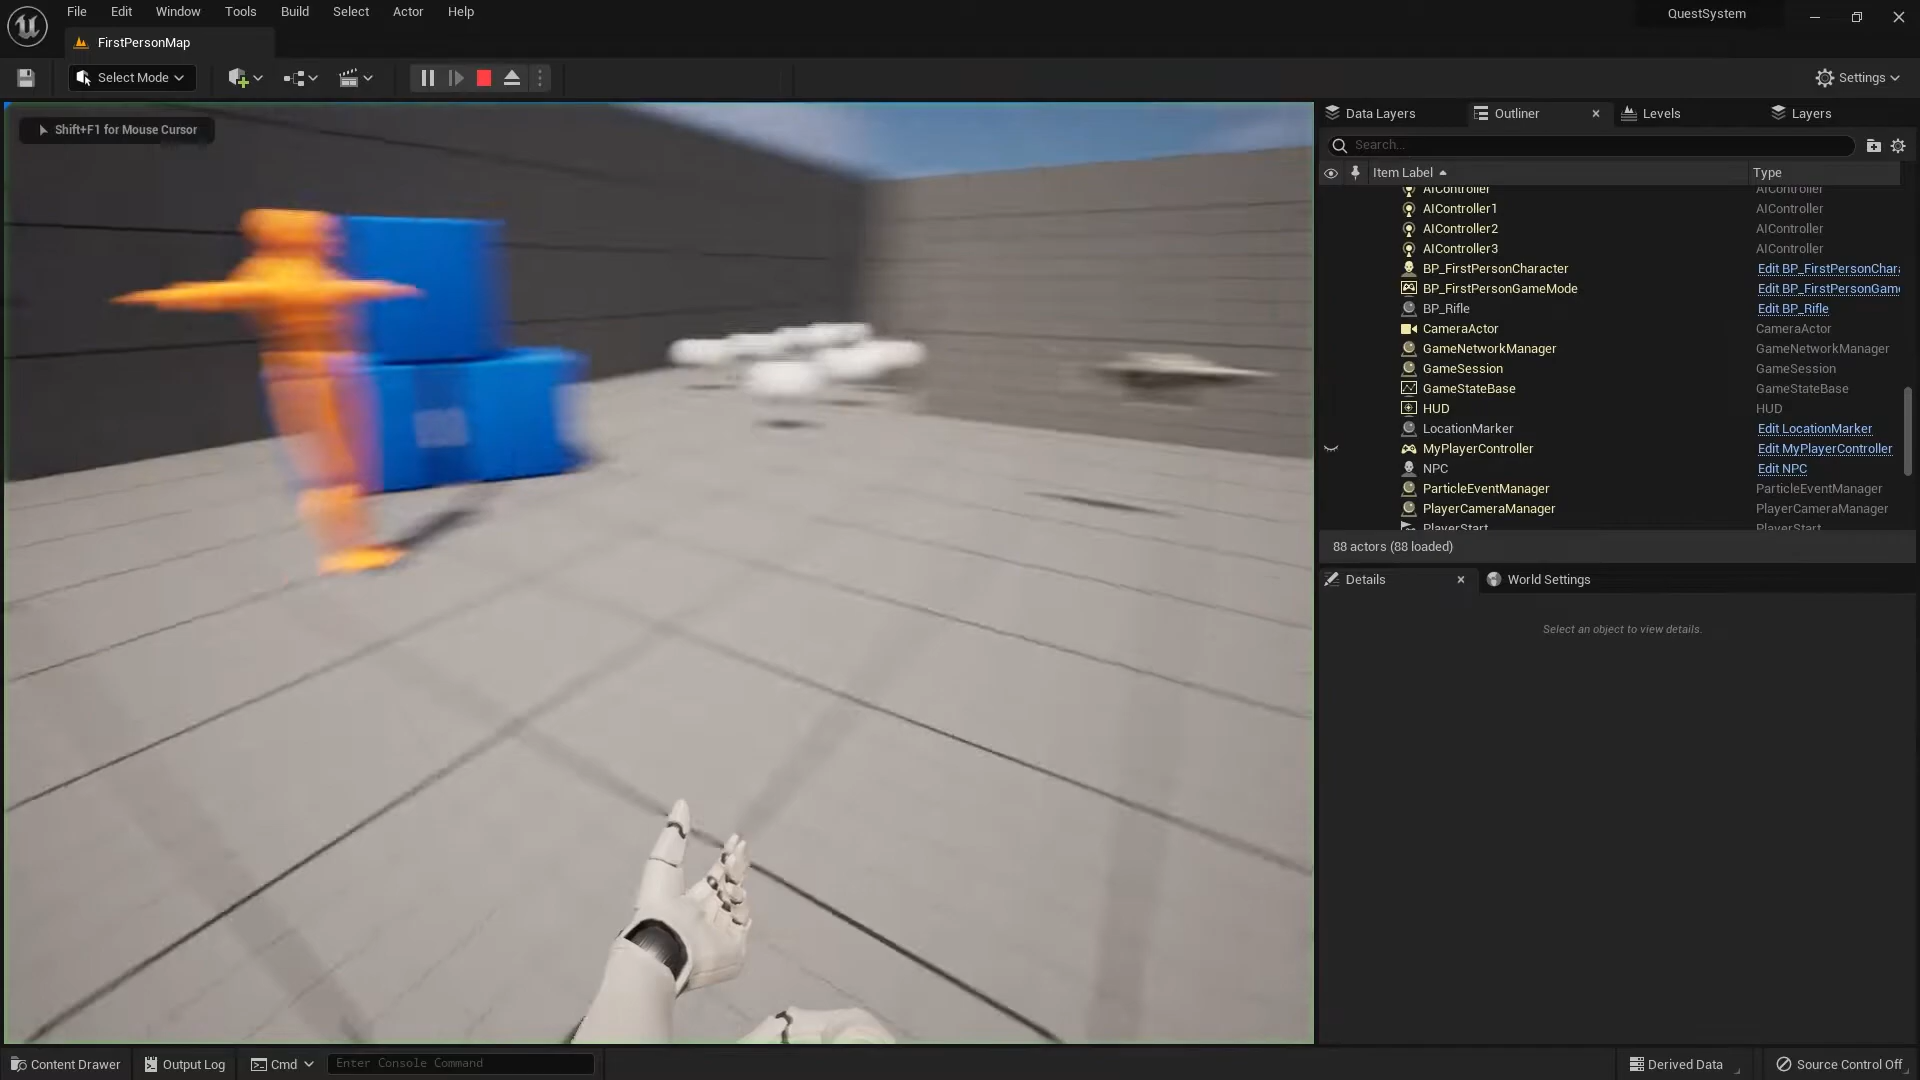 File Edit Window Tools Build Select Actor Help
QuestSystem
FirstPersonMap
Select Mode
Settings
Shift+F1 for Mouse Cursor
Data Layers
Outliner
Levels
Layers
Search...
Item Label
Type
AIController AIController
AIController1 AIController
AIController2 AIController
AIController3 AIController
BP_FirstPersonCharacter Edit BP_FirstPersonChar
BP_FirstPersonGameMode Edit BP_FirstPersonGam
BP_Rifle Edit BP_Rifle
CameraActor CameraActor
GameNetworkManager GameNetworkManager
GameSession GameSession
GameStateBase GameStateBase
HUD HUD
LocationMarker Edit LocationMarker
MyPlayerController Edit MyPlayerController
NPC Edit NPC
ParticleEventManager ParticleEventManager
PlayerCameraManager PlayerCameraManager
PlayerStart PlayerStart
88 actors (88 loaded)
Details
World Settings
Select an object to view details.
Content Drawer
Output Log
Cmd
Enter Console Command
Derived Data
Source Control Off